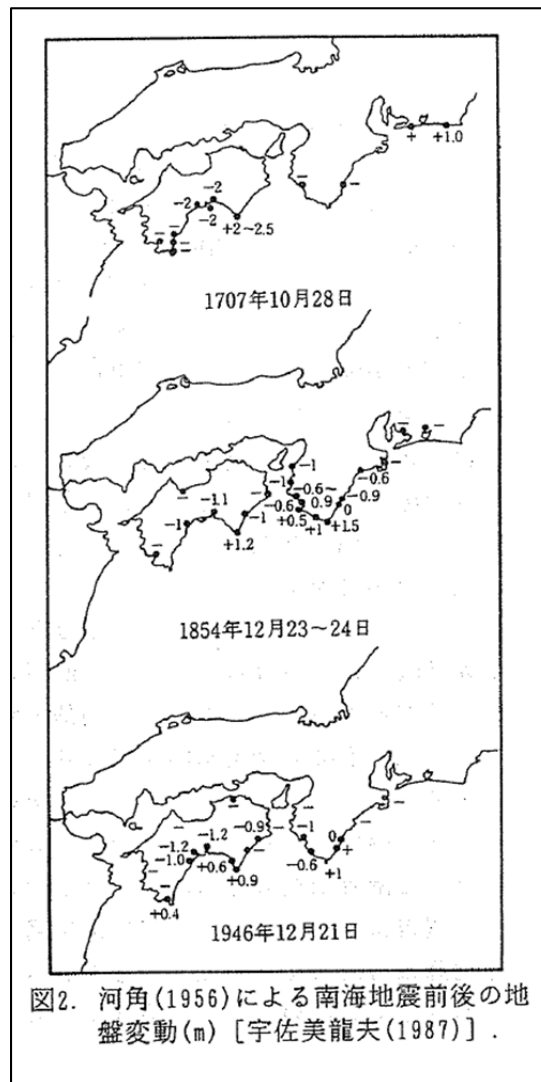 + +1.0
- -
-2
-2
-2 +2~-2.5
-
- -
-
1707年10月28日
- -
-
-1
-0.6
-1 -0.6~
- 0.9 -0.9
-1.1 -0.6 0
-1 -1 +0.5 +1 +1.5
+1.2
-
-
1854年12月23~24日
-
- - -
-
-0.9 - -1 0
-1.2
-1.2 +
-1.0 - -0.6
- +0.6 +1
+0.9
+0.4
1946年12月21日
図2. 河角(1956)による南海地震前後の地
盤変動(m) [宇佐美龍夫(1987)] .